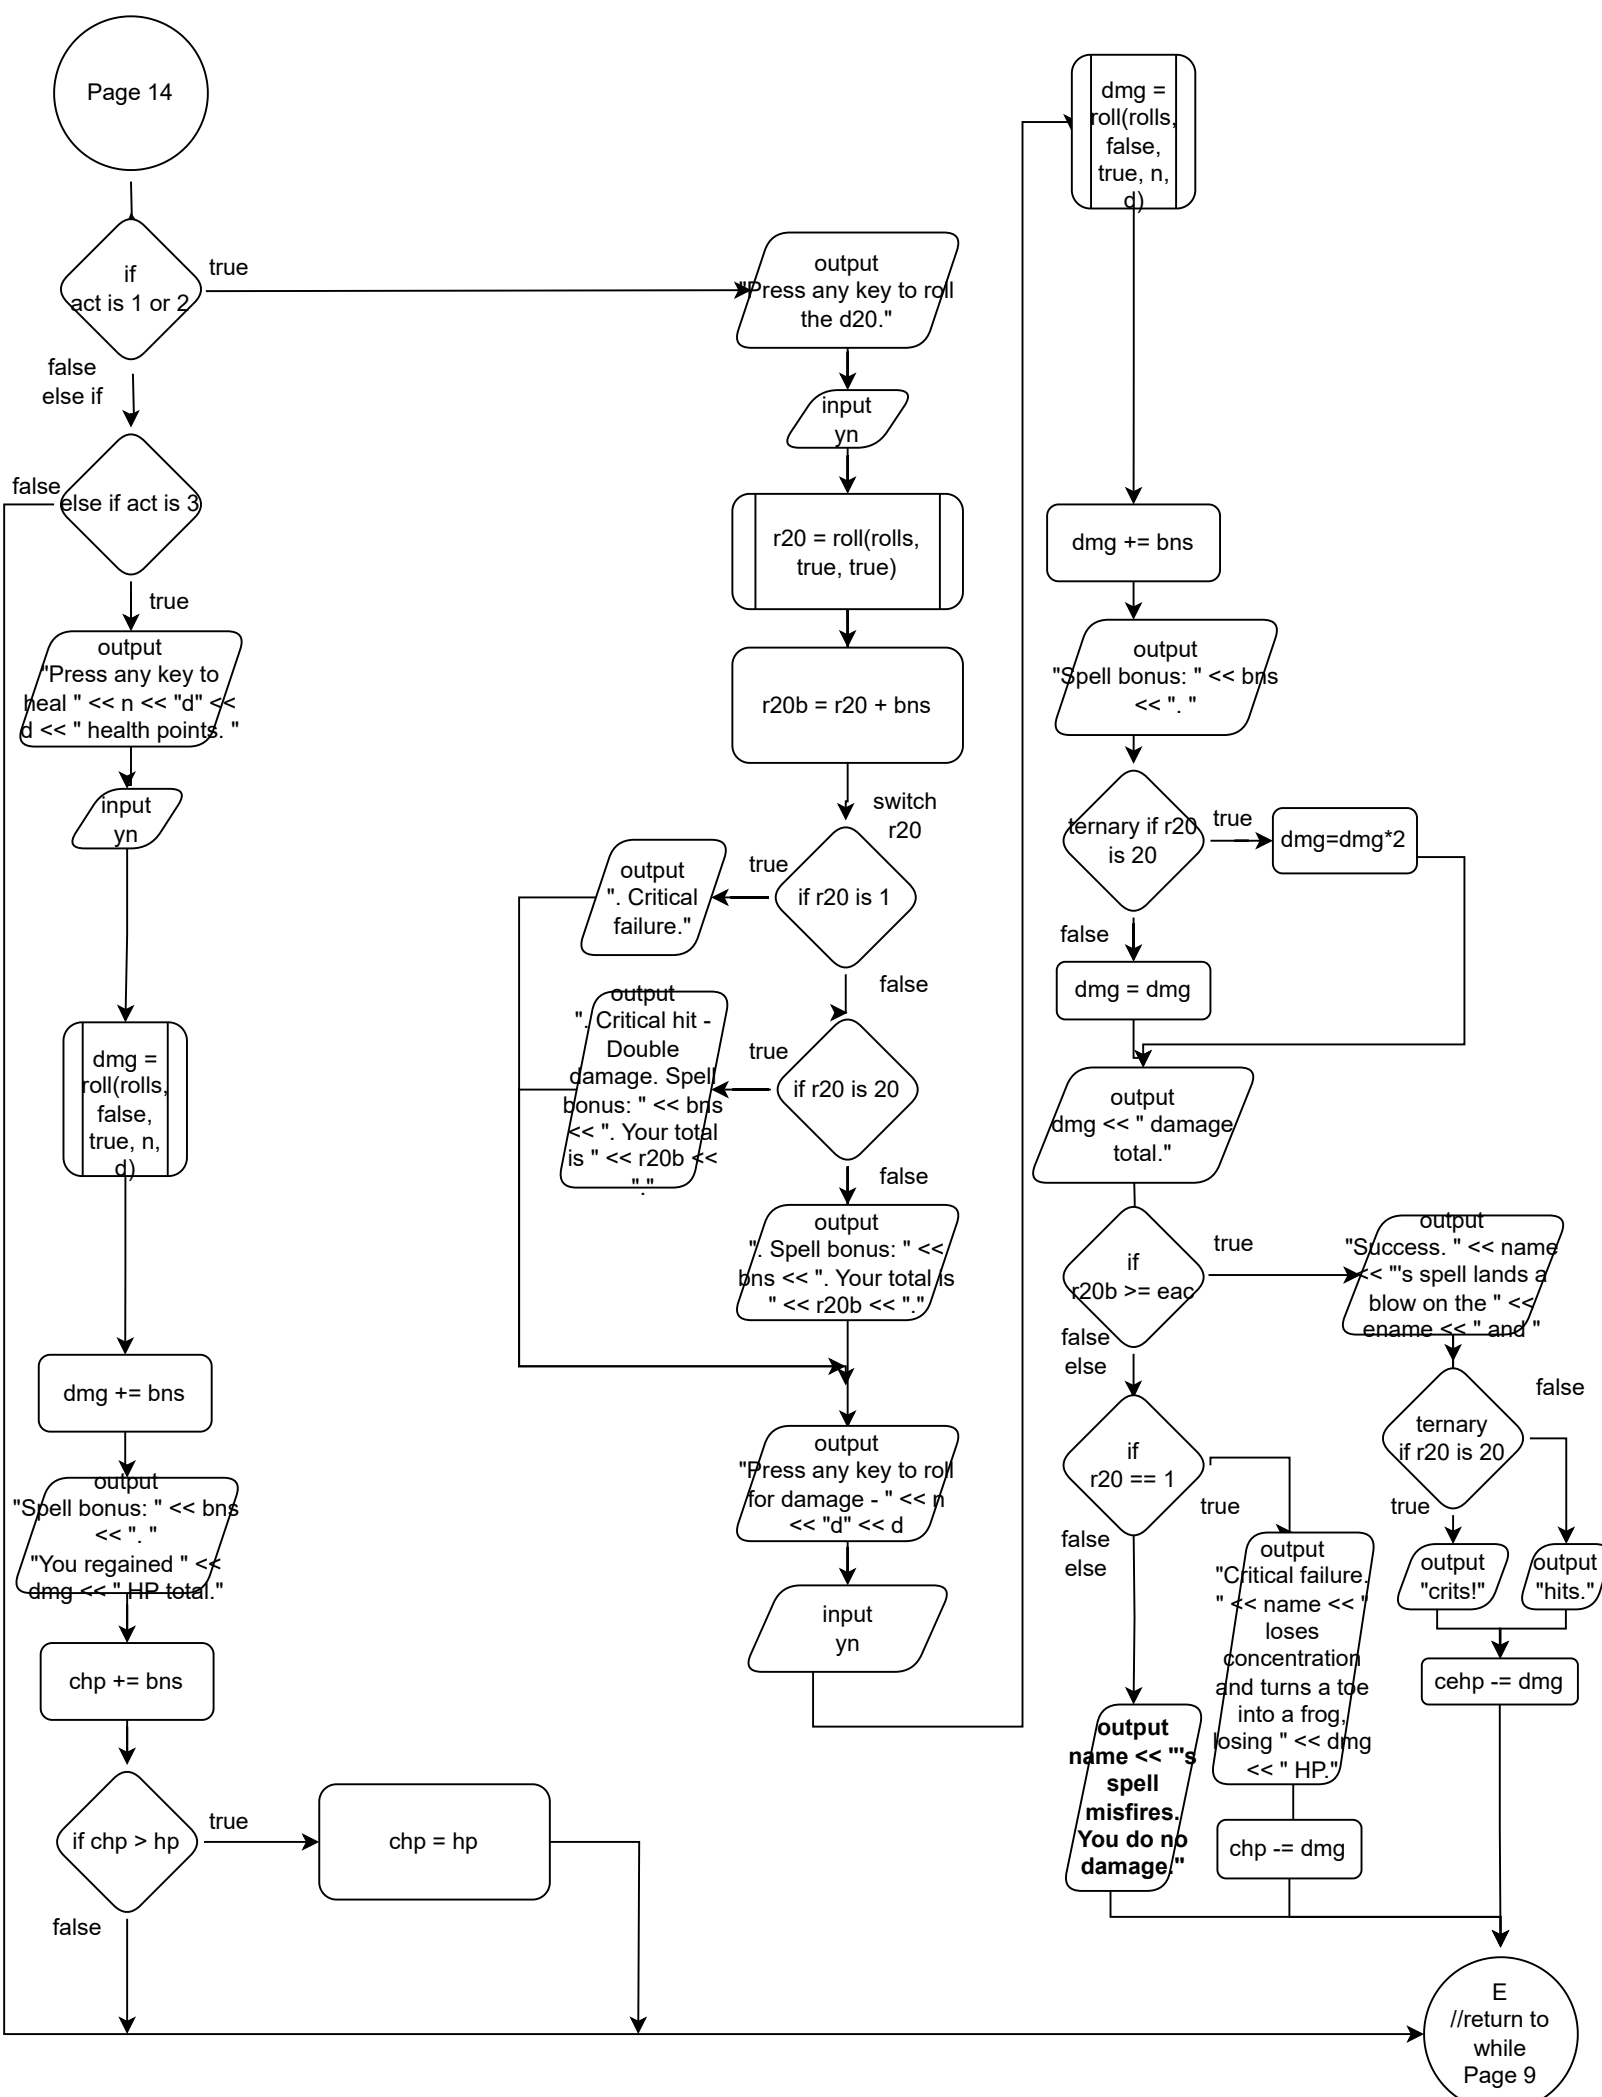 Page 14
if
act is 1 or 2
true
false
else if
else if act is 3
false
true
output
"Press any key to
heal " << n << "d" <<
d << " health points. "
input
yn
dmg =
roll(rolls,
false,
true, n,
d)
dmg += bns
output
"Spell bonus: " << bns
<< ". "
"You regained " <<
dmg << " HP total."
chp += bns
if chp > hp
true
false
chp = hp
output
"Press any key to roll
the d20."
input
yn
r20 = roll(rolls,
true, true)
r20b = r20 + bns
switch
r20
if r20 is 1
true
output
". Critical
failure."
false
if r20 is 20
true
output
". Critical hit -
Double
damage. Spell
bonus: " << bns
<< ". Your total
is " << r20b <<
"."
false
output
". Spell bonus: " <<
bns << ". Your total is
" << r20b << "."
output
"Press any key to roll
for damage - " << n
<< "d" << d
input
yn
dmg =
roll(rolls,
false,
true, n,
d)
dmg += bns
output
"Spell bonus: " << bns
<< ". "
ternary if r20
is 20
true
dmg=dmg*2
false
dmg = dmg
output
dmg << " damage
total."
if
r20b >= eac
true
output
"Success. " << name
<< "'s spell lands a
blow on the " <<
ename << " and "
ternary
if r20 is 20
false
true
output
"crits!"
output
"hits."
cehp -= dmg
false
else
if
r20 == 1
true
output
"Critical failure.
" << name << "
loses
concentration
and turns a toe
into a frog,
losing " << dmg
<< " HP."
chp -= dmg
false
else
output
name << "'s
spell
misfires.
You do no
damage."
E
//return to
while
Page 9